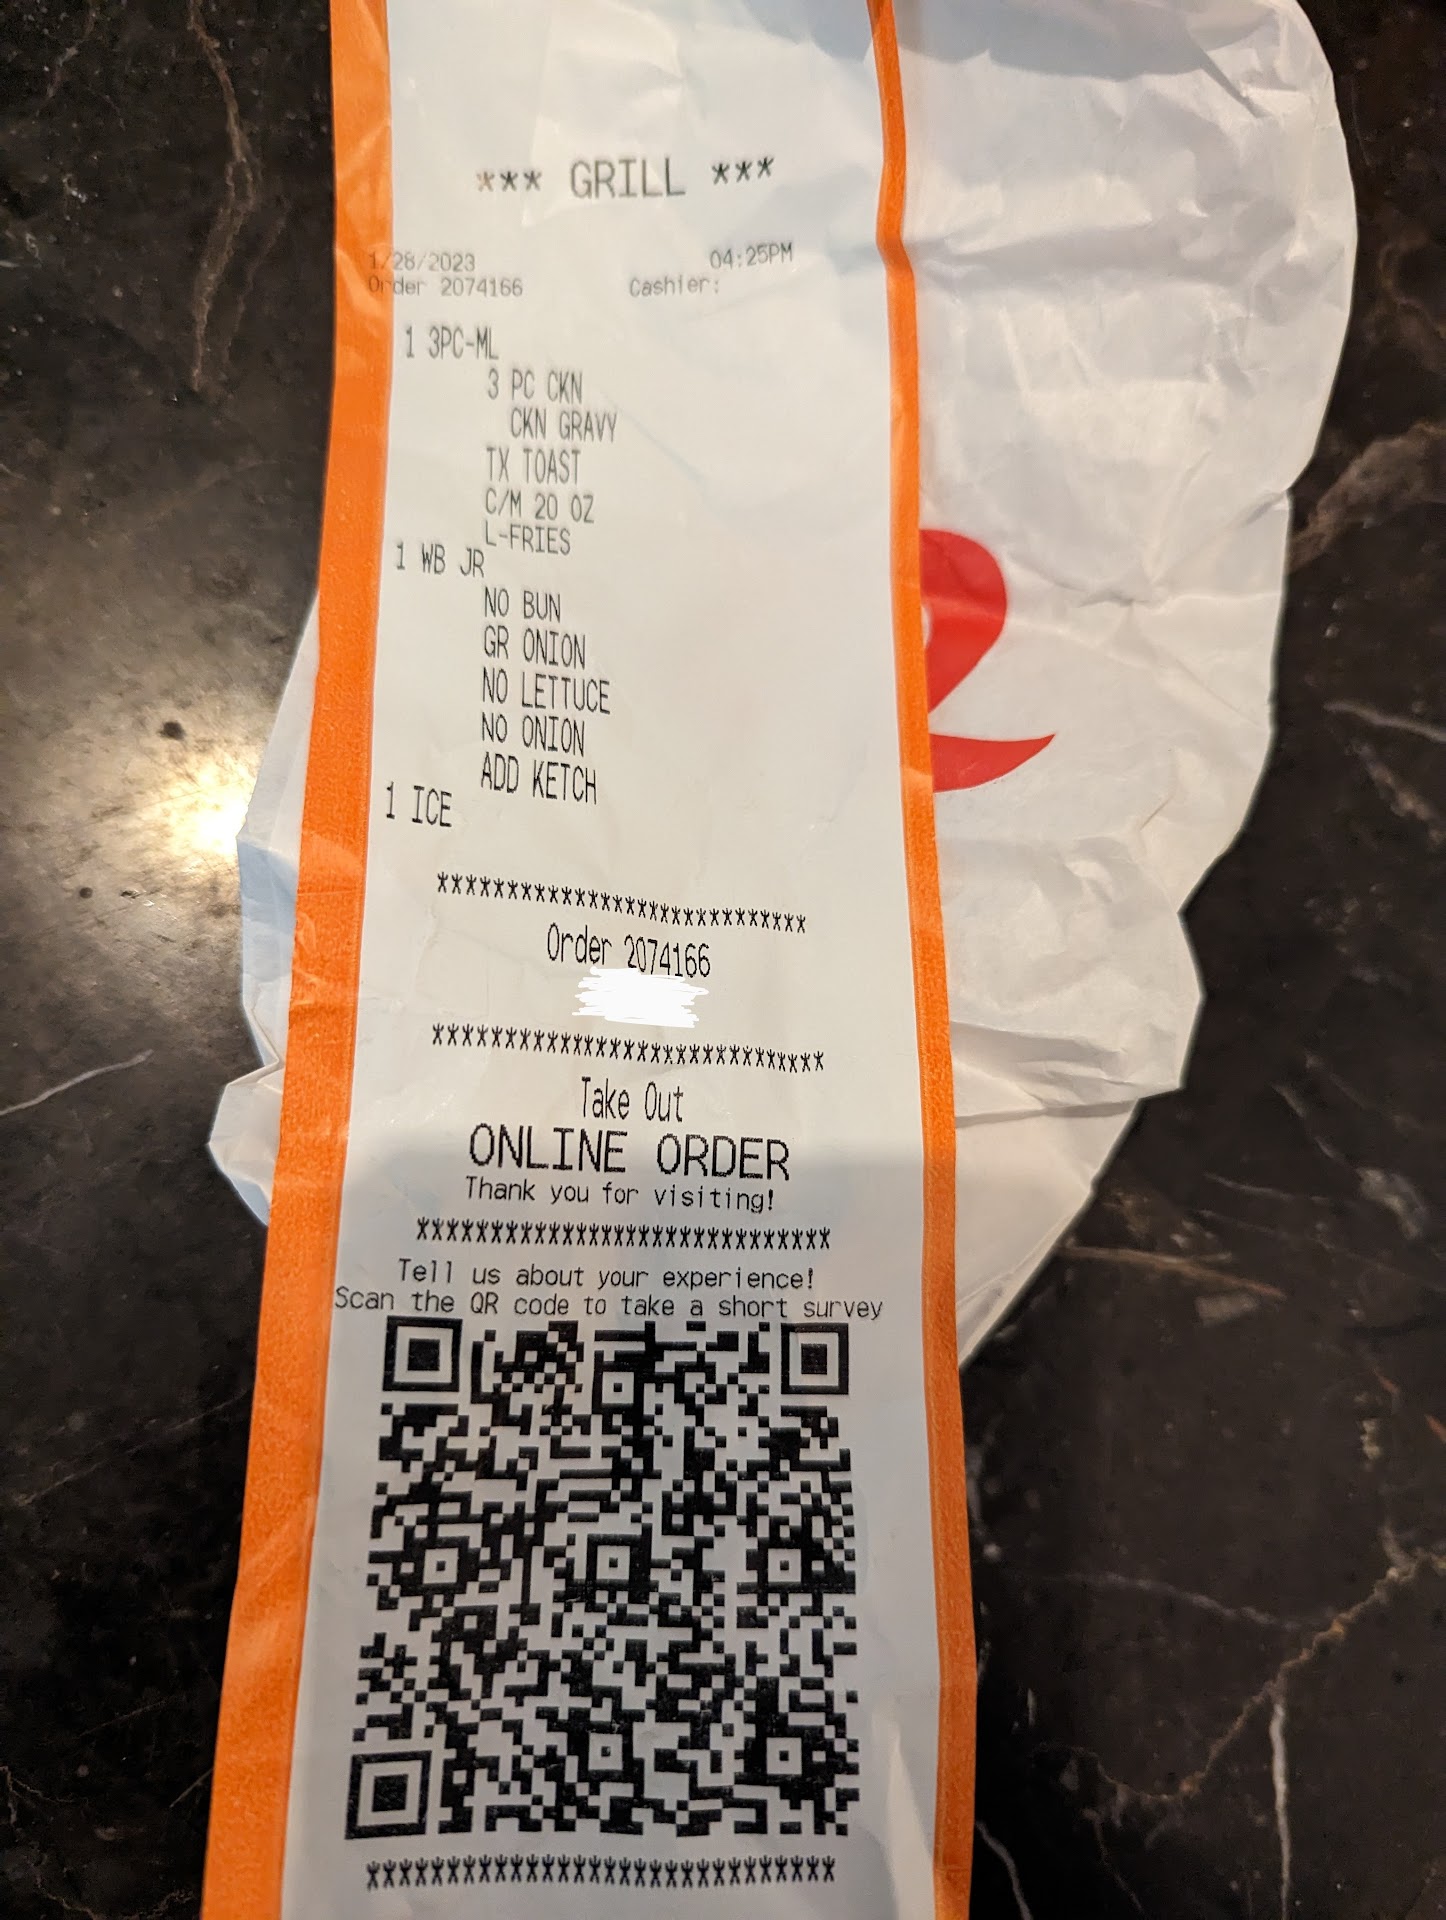 *** GRILL ***
1/28/2023 04:25PM
Order 2074166 Cashier:
1 3PC-ML
3 PC CKN
CKN GRAVY
TX TOAST
C/M 20 OZ
L-FRIES
1 WB JR
NO BUN
GR ONION
NO LETTUCE
NO ONION
ADD KETCH
1 ICE
****************************
Order 2074166
****************************
Take Out
ONLINE ORDER
Thank you for visiting!
****************************
Tell us about your experience!
Scan the QR code to take a short survey
******************************